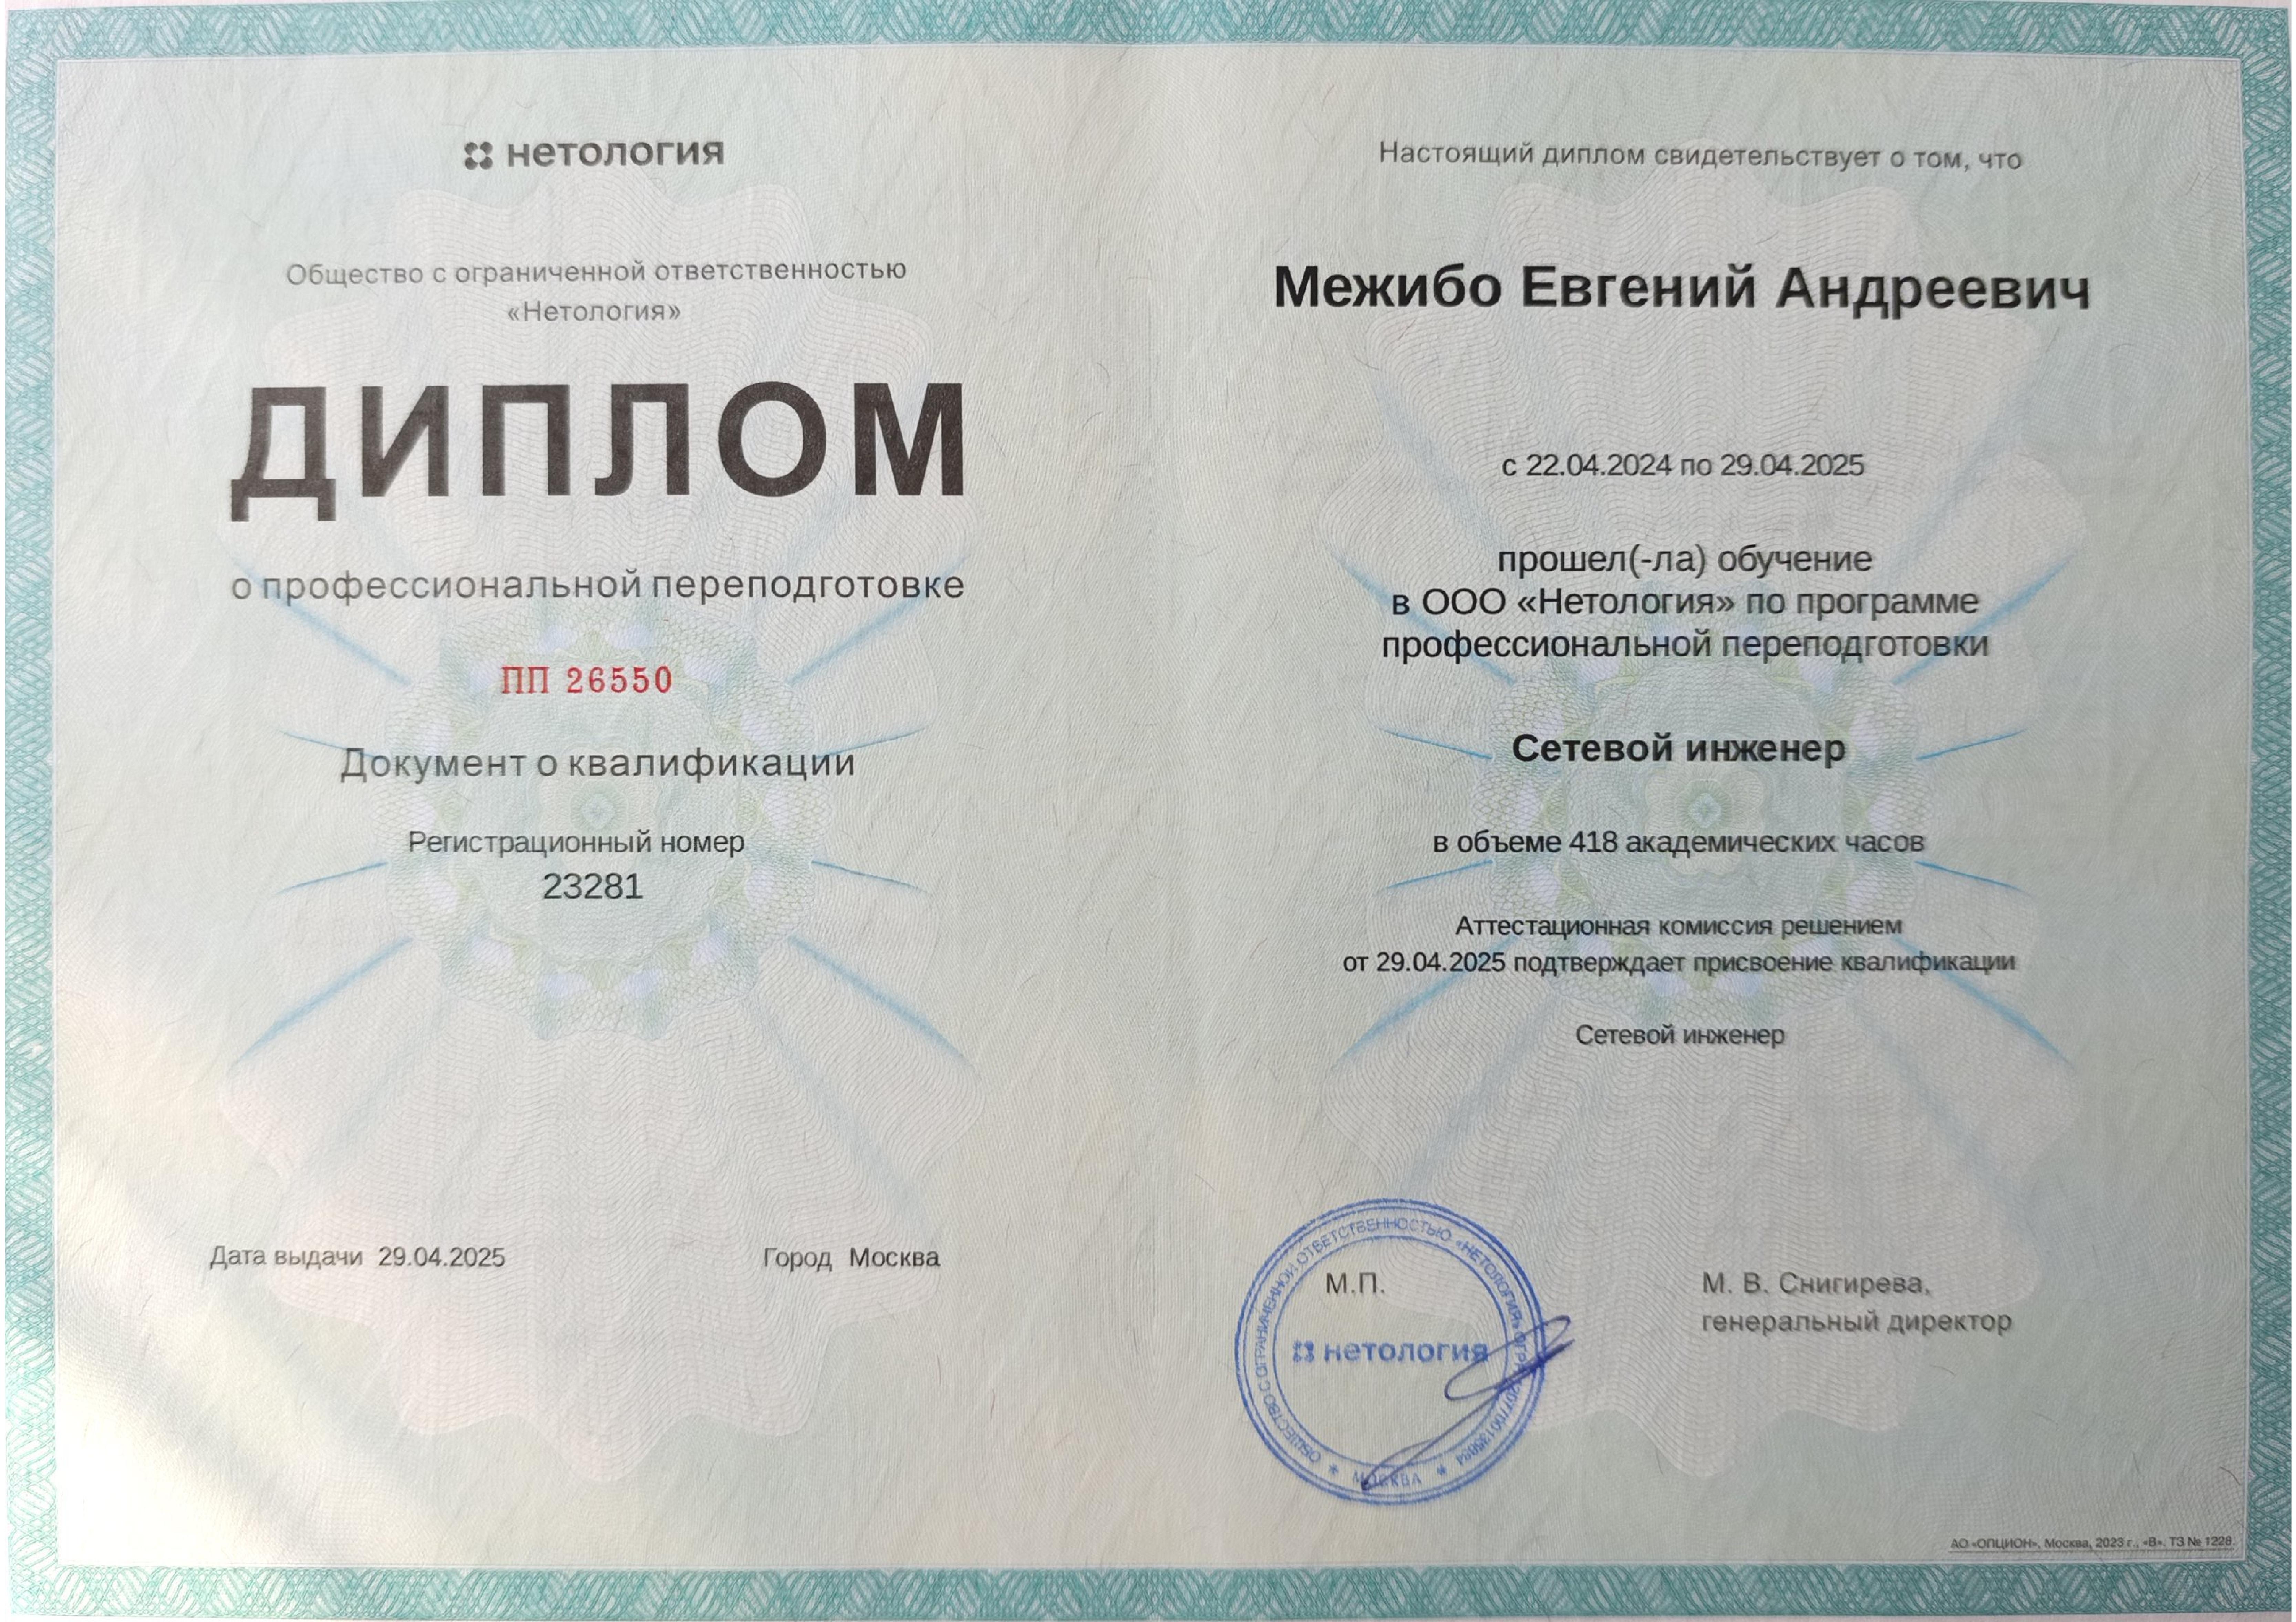 нетология
Общество с ограниченной ответственностью
«Нетология»
ДИПЛОМ
о профессиональной переподготовке
ПП 26550
Документ о квалификации
Регистрационный номер
23281
Дата выдачи 29.04.2025
Город Москва
Настоящий диплом свидетельствует о том, что
Межибо Евгений Андреевич
с 22.04.2024 по 29.04.2025
прошел(-ла) обучение
в ООО «Нетология» по программе
профессиональной переподготовки
Сетевой инженер
в объеме 418 академических часов
Аттестационная комиссия решением
от 29.04.2025 подтверждает присвоение квалификации
Сетевой инженер
М.П.
нетология
ОБЩЕСТВО С ОГРАНИЧЕННОЙ ОТВЕТСТВЕННОСТЬЮ «НЕТОЛОГИЯ»
МОСКВА
М. В. Снигирева,
генеральный директор
АО «ОПЦИОН», Москва, 2023 г., «В». ТЗ № 1228.